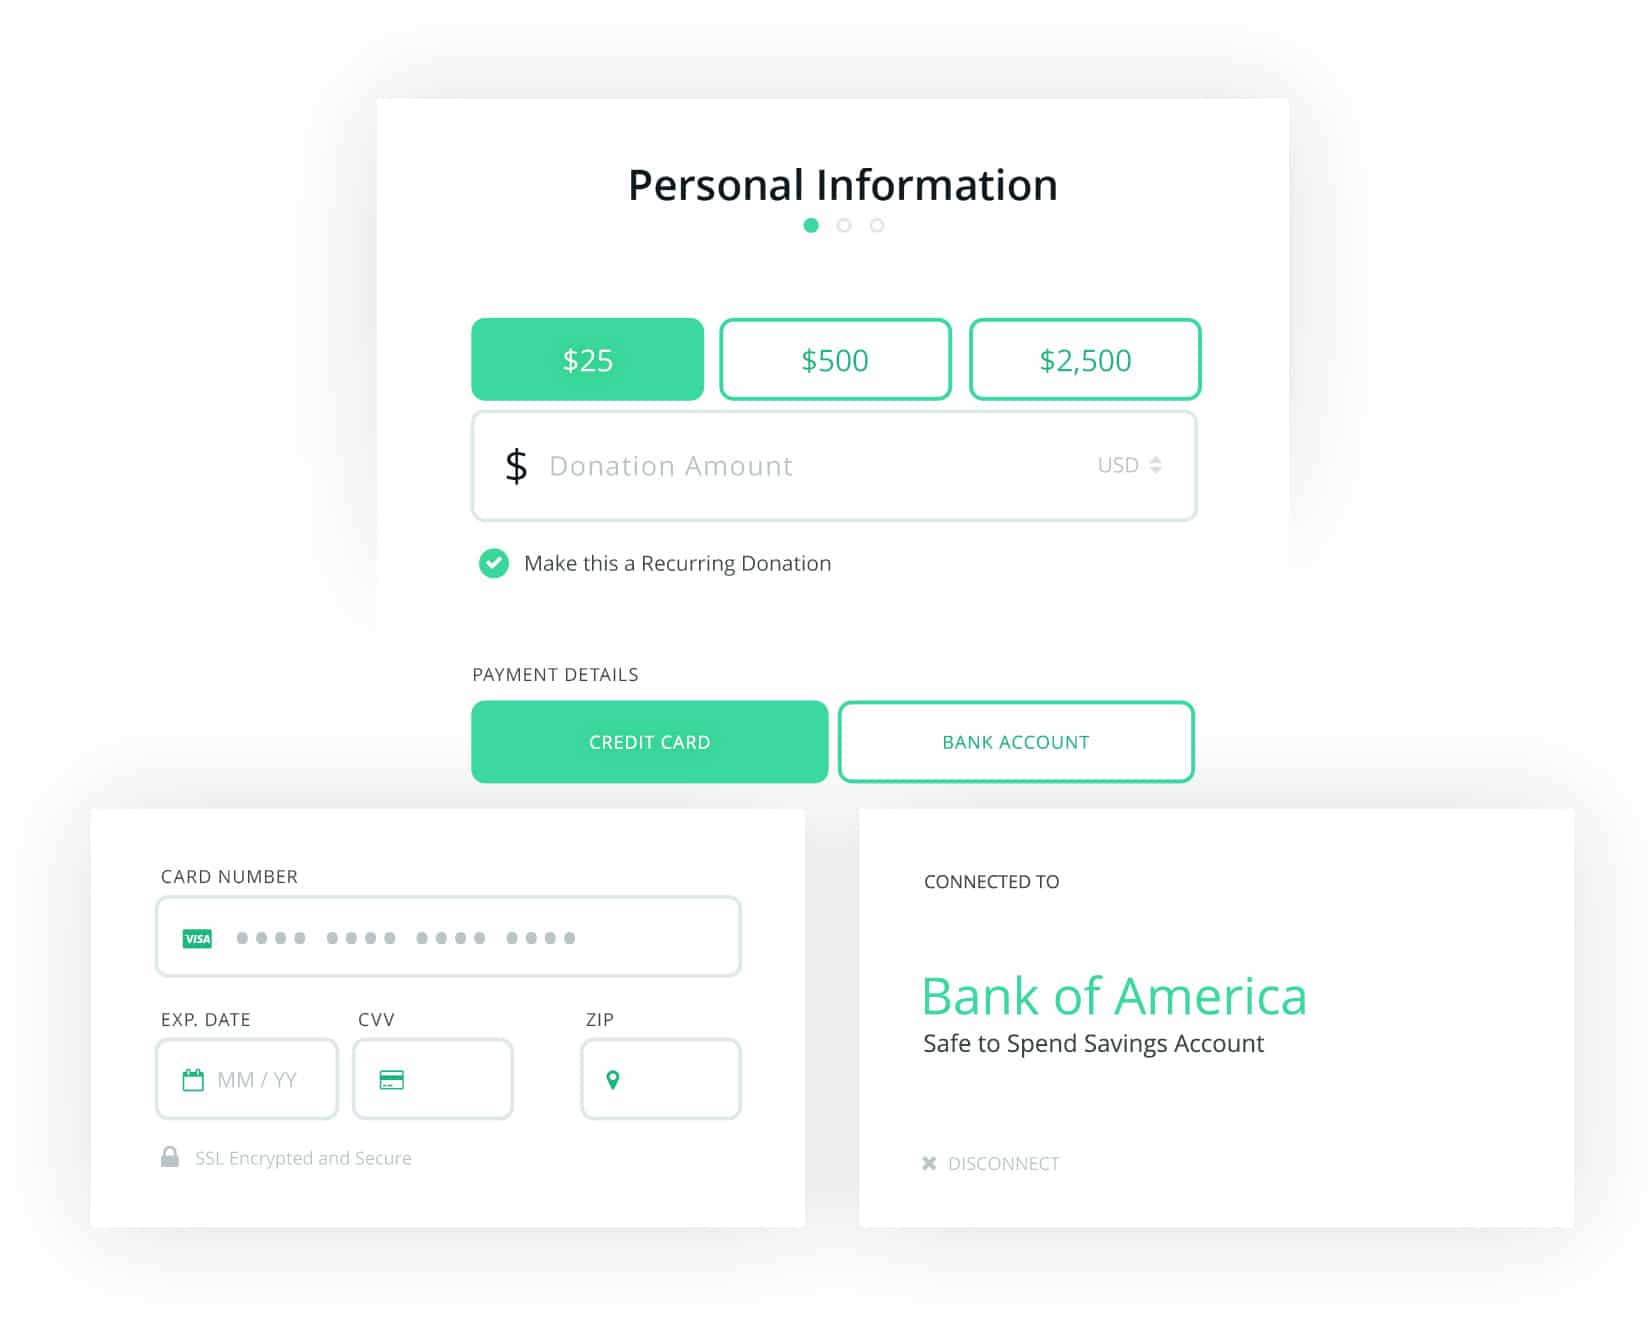 Personal Information
$25 $500 $2,500
$ Donation Amount USD
Make this a Recurring Donation
PAYMENT DETAILS
CREDIT CARD BANK ACCOUNT
CARD NUMBER
VISA
EXP. DATE CVV ZIP
MM / YY
SSL Encrypted and Secure
CONNECTED TO
Bank of America
Safe to Spend Savings Account
DISCONNECT